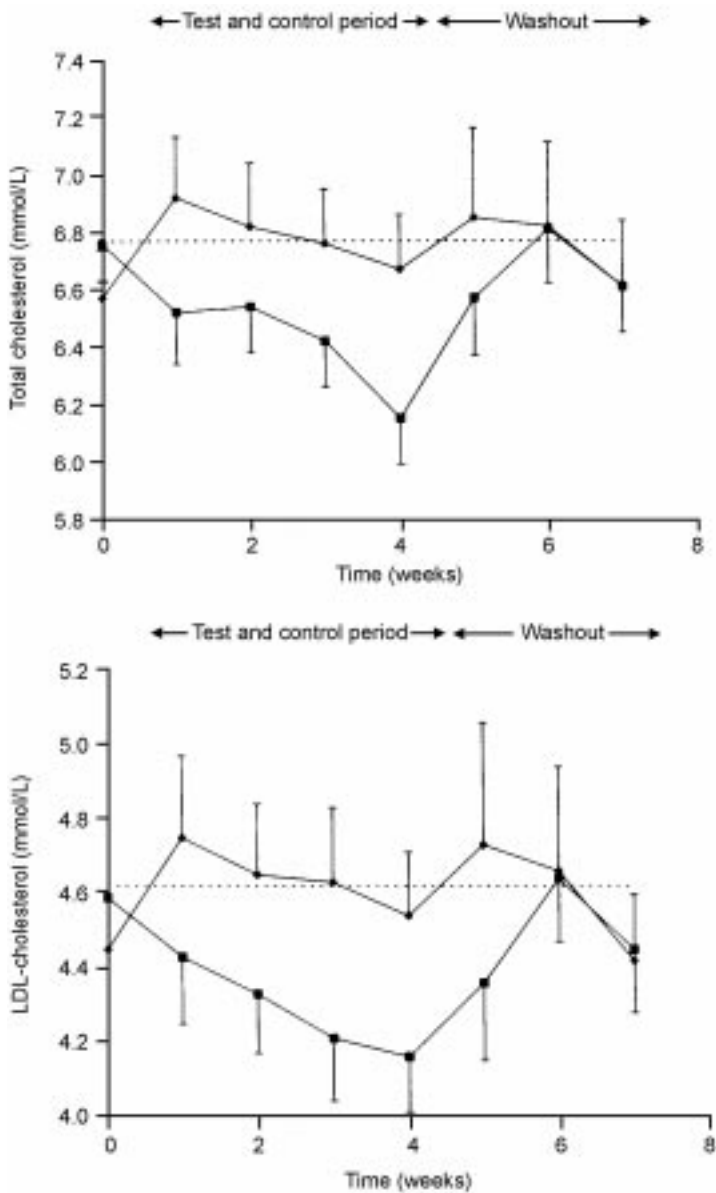 Test and control period Washout
7.4
7.2
7.0
6.8
6.6
6.4
6.2
6.0
5.8
Total cholesterol (mmol/L)
0 2 4 6 8
Time (weeks)
Test and control period Washout
5.2
5.0
4.8
4.6
4.4
4.2
4.0
LDL-cholesterol (mmol/L)
0 2 4 6 8
Time (weeks)